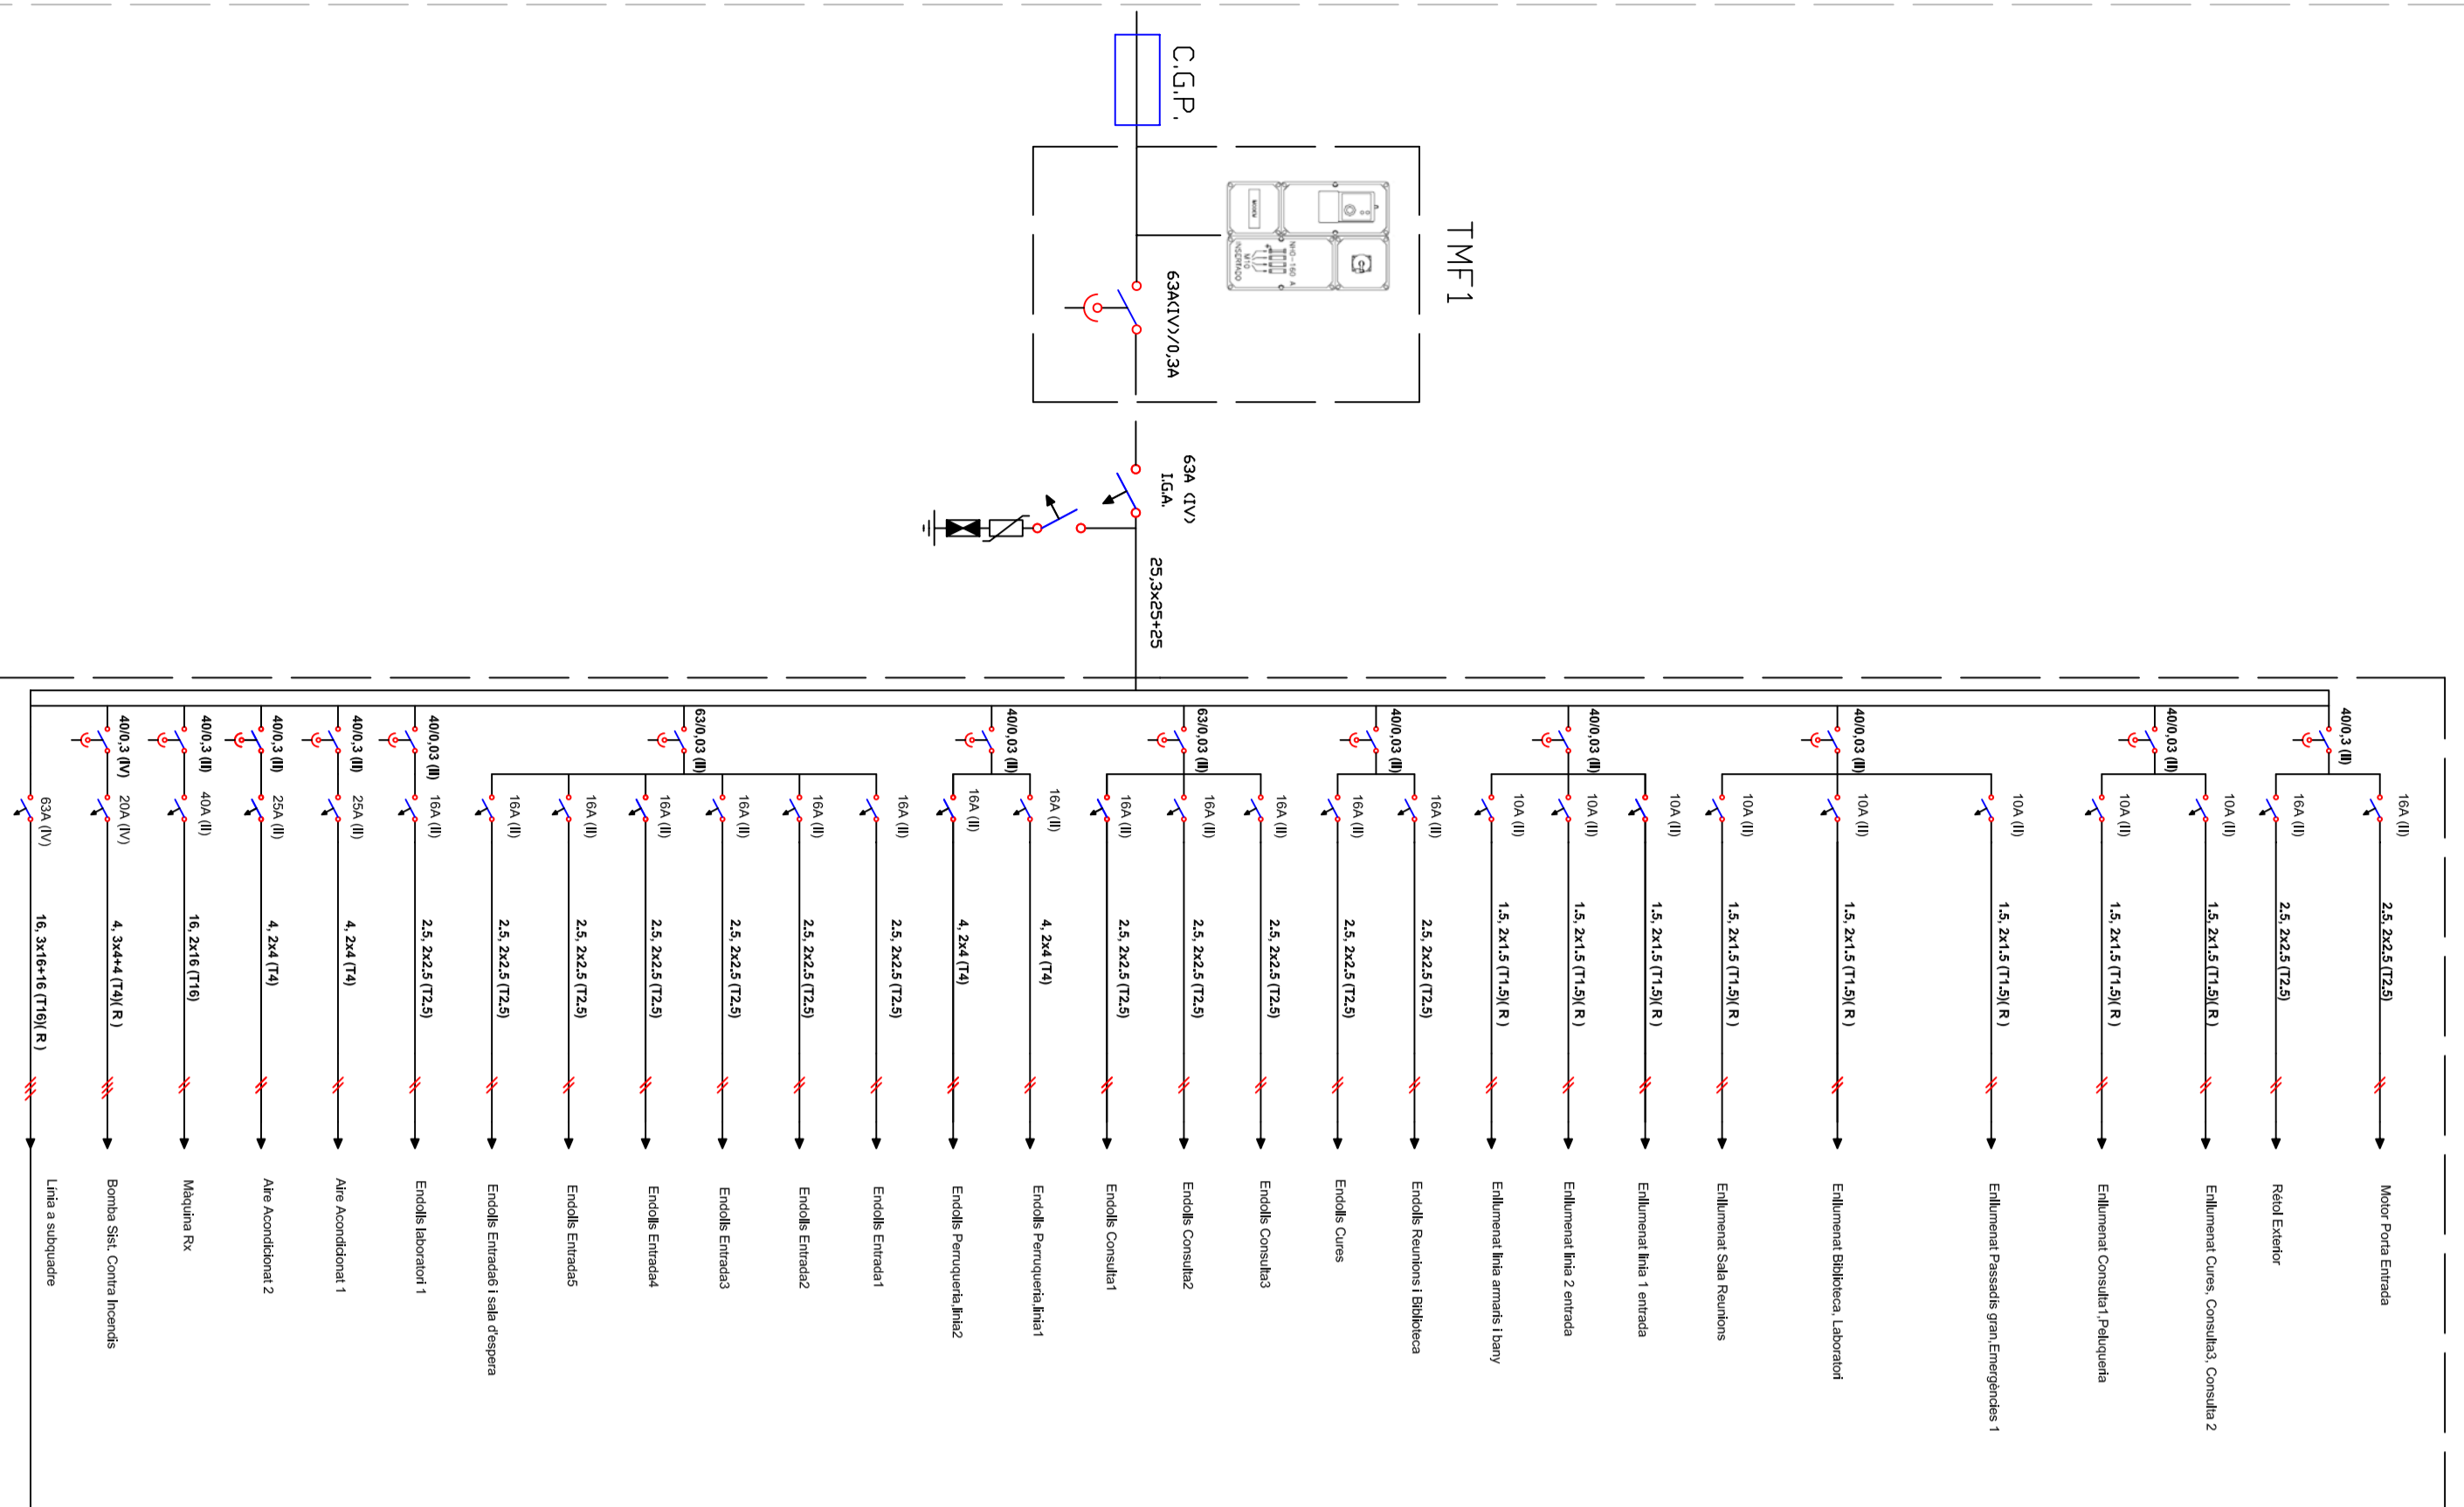 C.G.P.
TMF1
MODEM
NH0-160 A
M10
INSERTADO
63A(IV)/0,3A
63A (IV)
I.G.A.
25,3x25+25
40/0,3 (IV)
40/0,3 (II)
40/0,3 (II)
40/0,3 (II)
40/0,03 (II)
63/0,03 (II)
40/0,03 (II)
63/0,03 (II)
40/0,03 (II)
40/0,03 (II)
40/0,03 (II)
40/0,03 (II)
40/0,3 (II)
63A (IV)
20A (IV)
40A (II)
25A (II)
25A (II)
16A (II)
16A (II)
16A (II)
16A (II)
16A (II)
16A (II)
16A (II)
16A (II)
16A (II)
16A (II)
16A (II)
16A (II)
16A (II)
16A (II)
10A (II)
10A (II)
10A (II)
10A (II)
10A (II)
10A (II)
10A (II)
10A (II)
16A (II)
16A (II)
16, 3x16+16 (T16)( R )
4, 3x4+4 (T4)( R )
16, 2x16 (T16)
4, 2x4 (T4)
4, 2x4 (T4)
2.5, 2x2.5 (T2.5)
2.5, 2x2.5 (T2.5)
2.5, 2x2.5 (T2.5)
2.5, 2x2.5 (T2.5)
2.5, 2x2.5 (T2.5)
2.5, 2x2.5 (T2.5)
2.5, 2x2.5 (T2.5)
4, 2x4 (T4)
4, 2x4 (T4)
2.5, 2x2.5 (T2.5)
2.5, 2x2.5 (T2.5)
2.5, 2x2.5 (T2.5)
2.5, 2x2.5 (T2.5)
2.5, 2x2.5 (T2.5)
1.5, 2x1.5 (T1.5)( R )
1.5, 2x1.5 (T1.5)( R )
1.5, 2x1.5 (T1.5)( R )
1.5, 2x1.5 (T1.5)( R )
1.5, 2x1.5 (T1.5)( R )
1.5, 2x1.5 (T1.5)( R )
1.5, 2x1.5 (T1.5)( R )
1.5, 2x1.5 (T1.5)( R )
2.5, 2x2.5 (T2.5)
2.5, 2x2.5 (T2.5)
Línia a subquadre
Bomba Sist. Contra Incendis
Màquina Rx
Aire Acondicionat 2
Aire Acondicionat 1
Endolls laboratori 1
Endolls Entrada6 i sala d'espera
Endolls Entrada5
Endolls Entrada4
Endolls Entrada3
Endolls Entrada2
Endolls Entrada1
Endolls Perruqueria,línia2
Endolls Perruqueria,línia1
Endolls Consulta1
Endolls Consulta2
Endolls Consulta3
Endolls Cures
Endolls Reunions i Biblioteca
Enllumenat línia armaris i bany
Enllumenat línia 2 entrada
Enllumenat línia 1 entrada
Enllumenat Sala Reunions
Enllumenat Biblioteca, Laboratori
Enllumenat Passadís gran,Emergències 1
Enllumenat Consulta1,Peluqueria
Enllumenat Cures, Consulta3, Consulta 2
Rétol Exterior
Motor Porta Entrada